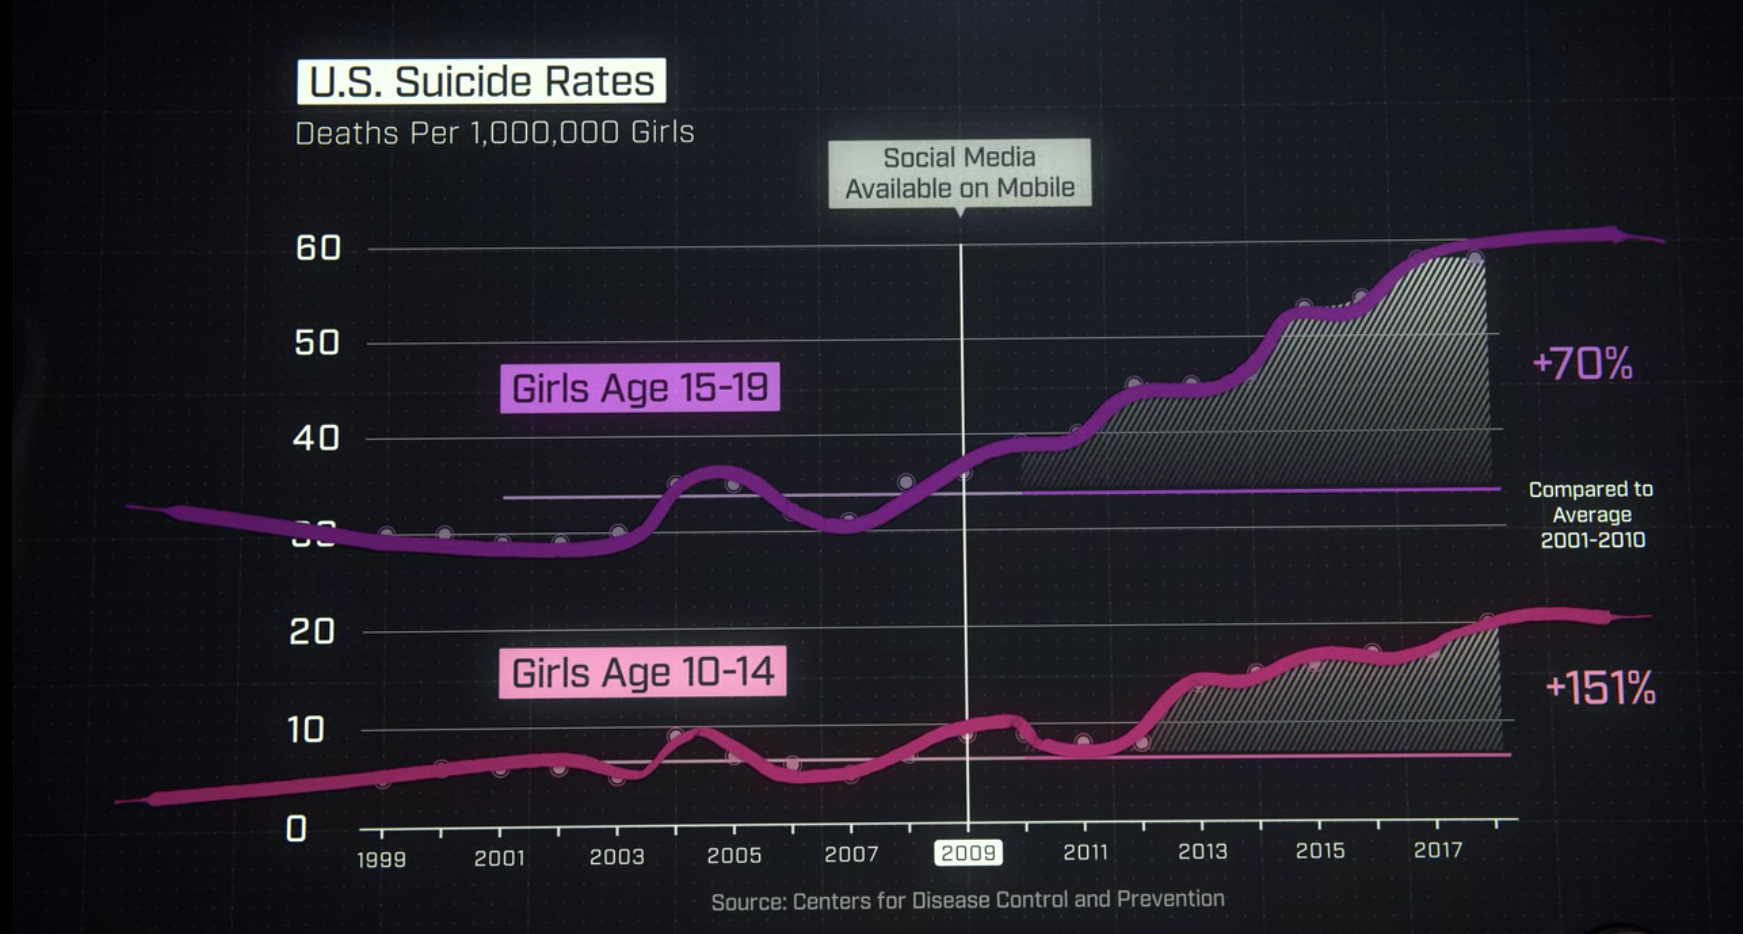 U.S. Suicide Rates
Deaths Per 1,000,000 Girls
Social Media
Available on Mobile
60
50
Girls Age 15-19
+70%
40
Compared to
Average
2001-2010
30
20
Girls Age 10-14
+151%
10
0
1999 2001 2003 2005 2007 2009 2011 2013 2015 2017
Source: Centers for Disease Control and Prevention